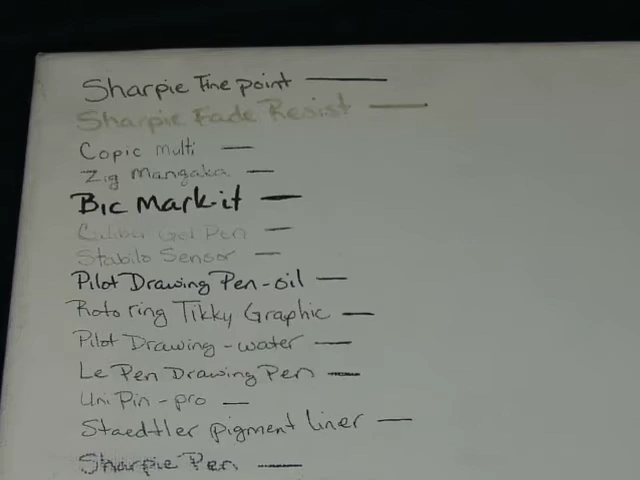 Sharpie Fine point
Sharpie Fade Resist
Copic multi
Zig Mangaka
Bic Mark-it
Caliber Gel Pen
Stabilo Sensor
Pilot Drawing Pen-oil
Rotoring Tikky Graphic
Pilot Drawing-water
Le Pen Drawing Pen
Uni Pin-pro
Staedtler pigment liner
Sharpie Pen